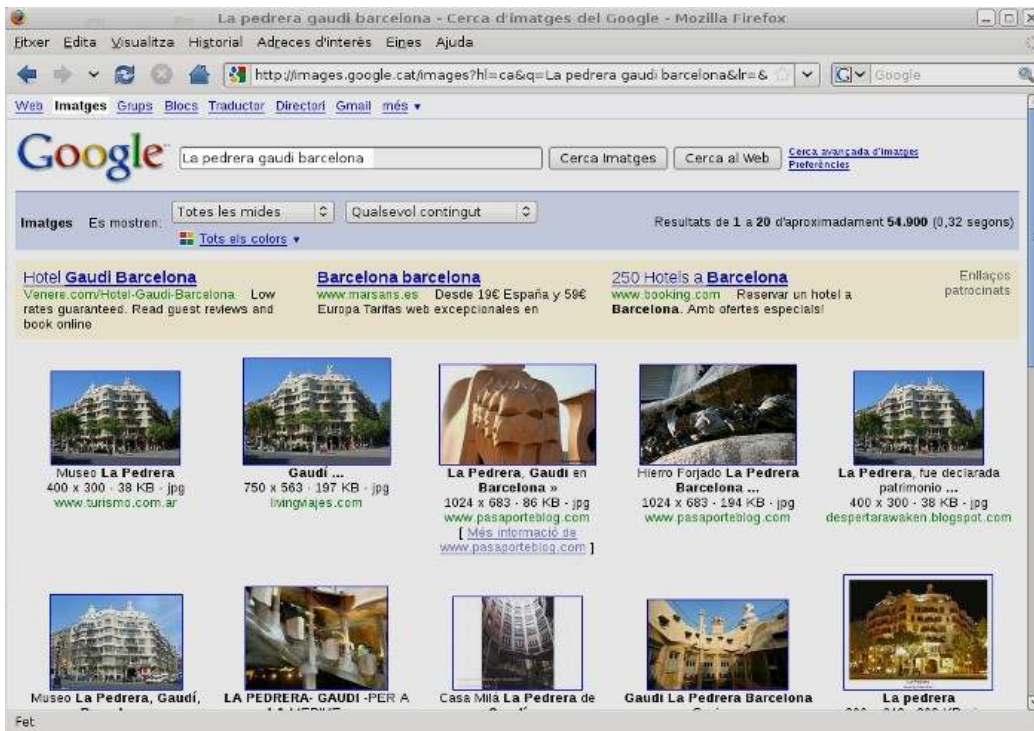 La pedrera gaudi barcelona - Cerca d'imatges del Google - Mozilla Firefox
Fitxer Edita Visualitza Historial Adreces d'interès Eines Ajuda
http://images.google.cat/images?hl=ca&q=La pedrera gaudi barcelona&lr=& Google
Web Imatges Grups Blocs Traductor Directori Gmail més
Google La pedrera gaudi barcelona Cerca Imatges Cerca al Web Cerca avançada d'imatges
Preferències
Imatges Es mostren: Totes les mides Qualsevol contingut Resultats de 1 a 20 d'aproximadament 54.900 (0,32 segons)
Tots els colors
Hotel Gaudi Barcelona
Venere.com/Hotel-Gaudi-Barcelona Low
rates guaranteed. Read guest reviews and
book online
Barcelona barcelona
www.marsans.es Desde 19€ España y 59€
Europa Tarifas web excepcionales en
250 Hotels a Barcelona
www.booking.com Reservar un hotel a
Barcelona. Amb ofertes especials!
Enllaços
patrocinats
Museo La Pedrera
400 x 300 - 38 KB - jpg
www.turismo.com.ar
Gaudí ...
750 x 563 - 197 KB - jpg
livingviajes.com
La Pedrera, Gaudi en
Barcelona »
1024 x 683 - 86 KB - jpg
www.pasaporteblog.com
[ Més informació de
www.pasaporteblog.com ]
Hierro Forjado La Pedrera
Barcelona ...
1024 x 683 - 194 KB - jpg
www.pasaporteblog.com
La Pedrera, fue declarada
patrimonio ...
400 x 300 - 38 KB - jpg
despertarawaken.blogspot.com
Museo La Pedrera, Gaudí,
LA PEDRERA- GAUDI -PER A
Casa Milá La Pedrera de
Gaudi La Pedrera Barcelona
La pedrera
Fet